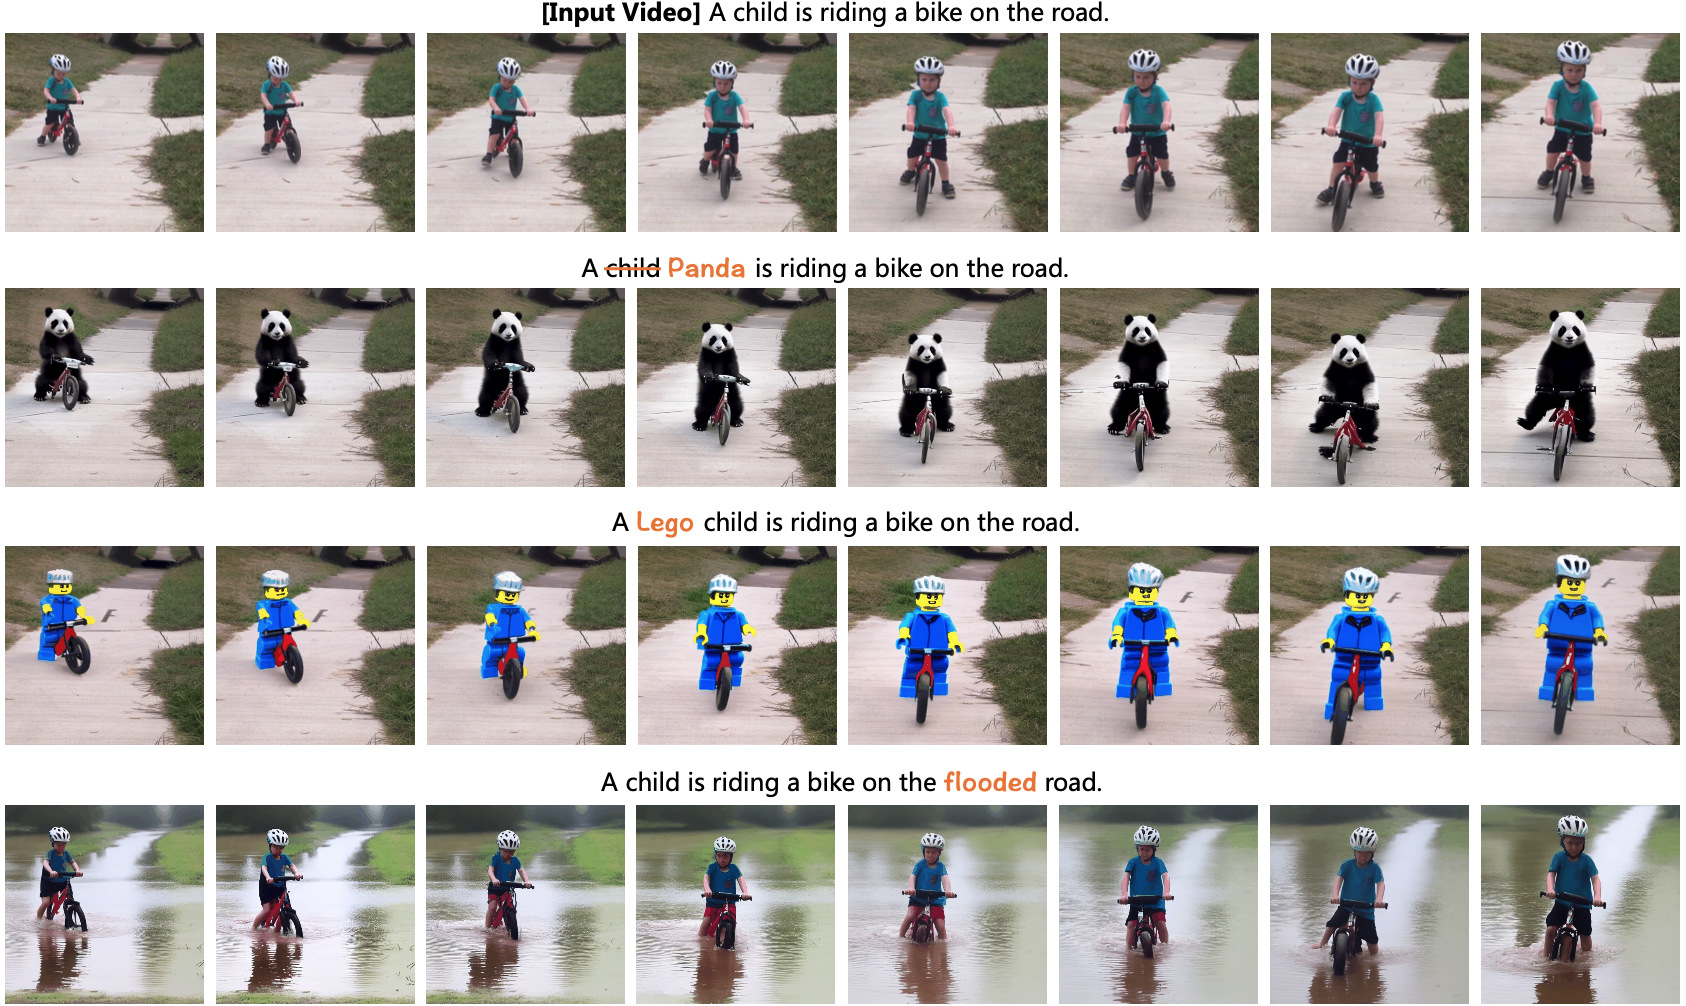 [Input Video] A child is riding a bike on the road.
A child Panda is riding a bike on the road.
A Lego child is riding a bike on the road.
A child is riding a bike on the flooded road.